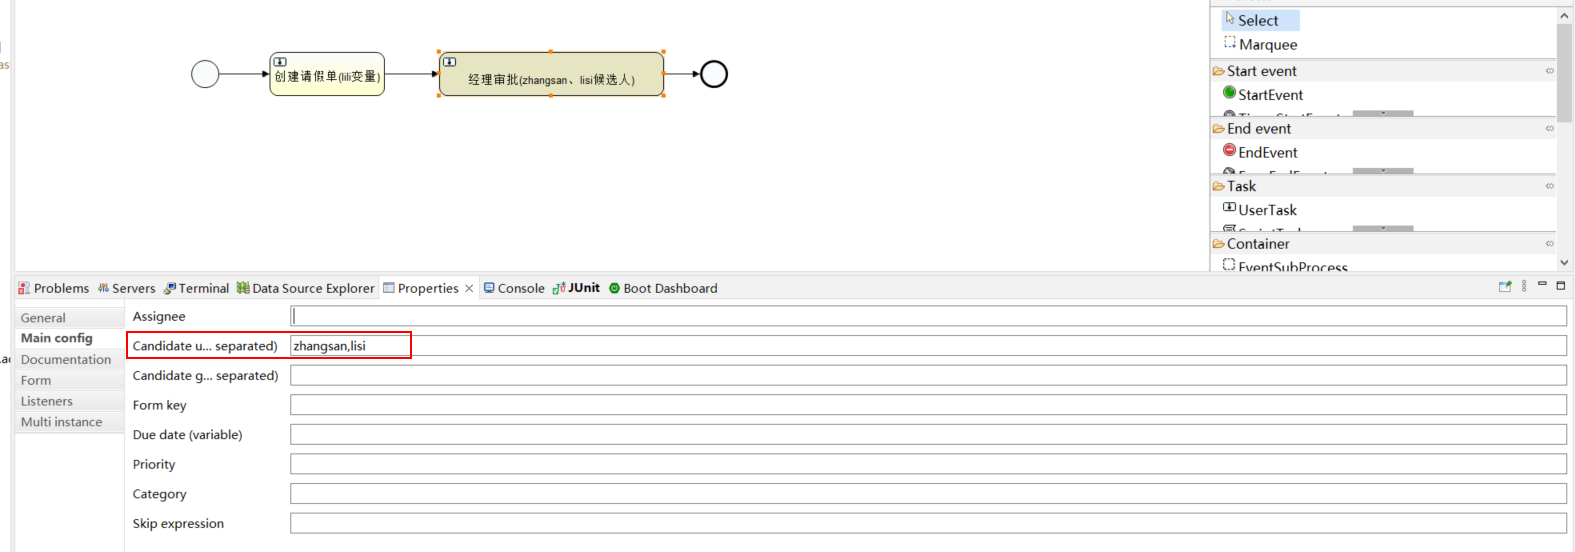 as
创建请假单(lili变量)
经理审批(zhangsan、lisi候选人)
Select
Marquee
Start event
StartEvent
End event
EndEvent
Task
UserTask
Container
EventSubProcess
Problems Servers Terminal Data Source Explorer Properties Console JUnit Boot Dashboard
General
Main config
Documentation
Form
Listeners
Multi instance
Assignee
Candidate u... separated) zhangsan,lisi
Candidate g... separated)
Form key
Due date (variable)
Priority
Category
Skip expression